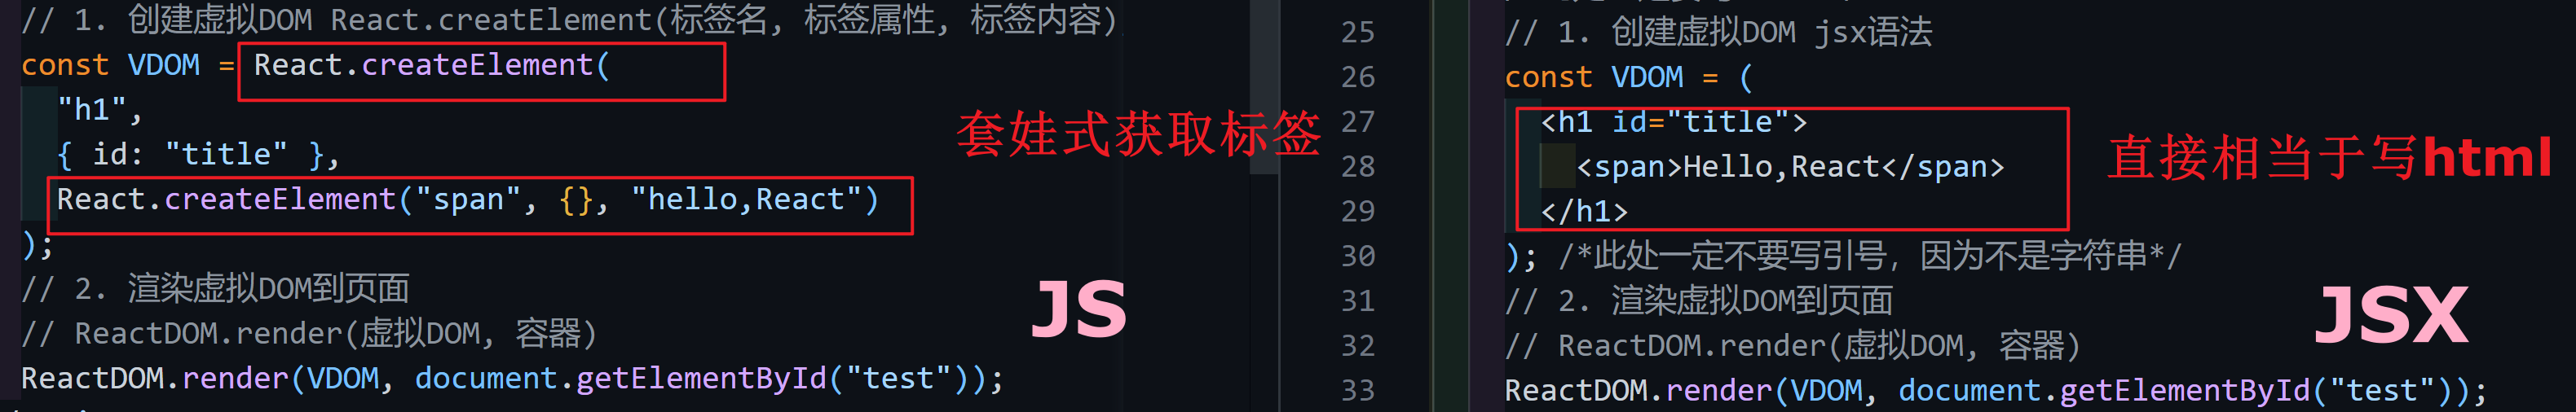 // 1. 创建虚拟DOM React.creatElement(标签名, 标签属性, 标签内容)
const VDOM = React.createElement(
"h1",
{ id: "title" },
React.createElement("span", {}, "hello,React")
);
// 2. 渲染虚拟DOM到页面
// ReactDOM.render(虚拟DOM, 容器)
ReactDOM.render(VDOM, document.getElementById("test"));
套娃式获取标签
JS
25 // 1. 创建虚拟DOM jsx语法
26 const VDOM = (
27 <h1 id="title">
28 <span>Hello,React</span>
29 </h1>
30 ); /*此处一定不要写引号, 因为不是字符串*/
31 // 2. 渲染虚拟DOM到页面
32 // ReactDOM.render(虚拟DOM, 容器)
33 ReactDOM.render(VDOM, document.getElementById("test"));
直接相当于写html
JSX